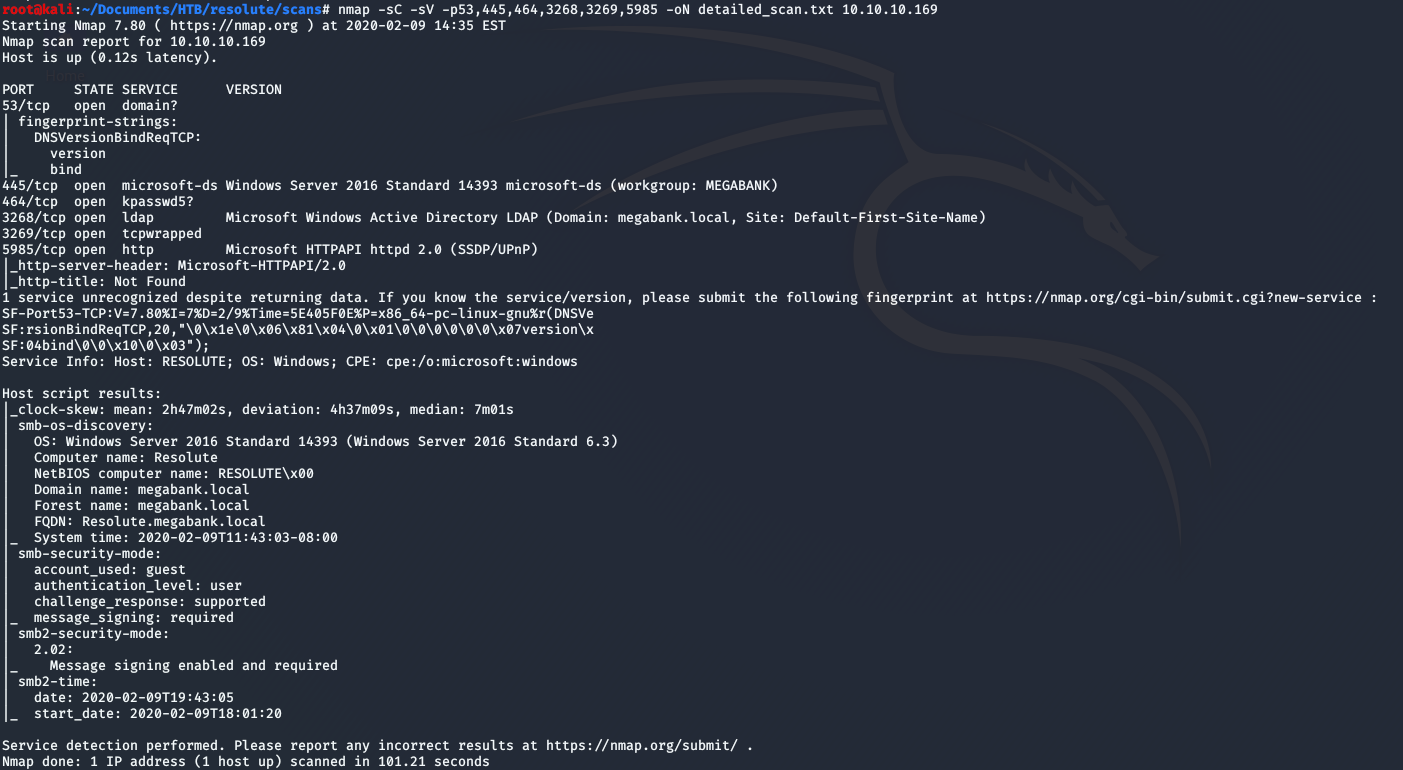 root@kali:~/Documents/HTB/resolute/scans# nmap -sC -sV -p53,445,464,3268,3269,5985 -oN detailed_scan.txt 10.10.10.169
Starting Nmap 7.80 ( https://nmap.org ) at 2020-02-09 14:35 EST
Nmap scan report for 10.10.10.169
Host is up (0.12s latency).
Home
PORT     STATE SERVICE      VERSION
53/tcp   open  domain?
| fingerprint-strings:
|   DNSVersionBindReqTCP:
|     version
|_    bind
445/tcp  open  microsoft-ds Windows Server 2016 Standard 14393 microsoft-ds (workgroup: MEGABANK)
464/tcp  open  kpasswd5?
3268/tcp open  ldap         Microsoft Windows Active Directory LDAP (Domain: megabank.local, Site: Default-First-Site-Name)
3269/tcp open  tcpwrapped
5985/tcp open  http         Microsoft HTTPAPI httpd 2.0 (SSDP/UPnP)
|_http-server-header: Microsoft-HTTPAPI/2.0
|_http-title: Not Found
1 service unrecognized despite returning data. If you know the service/version, please submit the following fingerprint at https://nmap.org/cgi-bin/submit.cgi?new-service :
SF-Port53-TCP:V=7.80%I=7%D=2/9%Time=5E405F0E%P=x86_64-pc-linux-gnu%r(DNSVe
SF:rsionBindReqTCP,20,"\0\x1e\0\x06\x81\x04\0\x01\0\0\0\0\0\0\x07version\x
SF:04bind\0\0\x10\0\x03");
Service Info: Host: RESOLUTE; OS: Windows; CPE: cpe:/o:microsoft:windows

Host script results:
|_clock-skew: mean: 2h47m02s, deviation: 4h37m09s, median: 7m01s
| smb-os-discovery:
|   OS: Windows Server 2016 Standard 14393 (Windows Server 2016 Standard 6.3)
|   Computer name: Resolute
|   NetBIOS computer name: RESOLUTE\x00
|   Domain name: megabank.local
|   Forest name: megabank.local
|   FQDN: Resolute.megabank.local
|_  System time: 2020-02-09T11:43:03-08:00
| smb-security-mode:
|   account_used: guest
|   authentication_level: user
|   challenge_response: supported
|_  message_signing: required
| smb2-security-mode:
|   2.02:
|_    Message signing enabled and required
| smb2-time:
|   date: 2020-02-09T19:43:05
|_  start_date: 2020-02-09T18:01:20

Service detection performed. Please report any incorrect results at https://nmap.org/submit/ .
Nmap done: 1 IP address (1 host up) scanned in 101.21 seconds